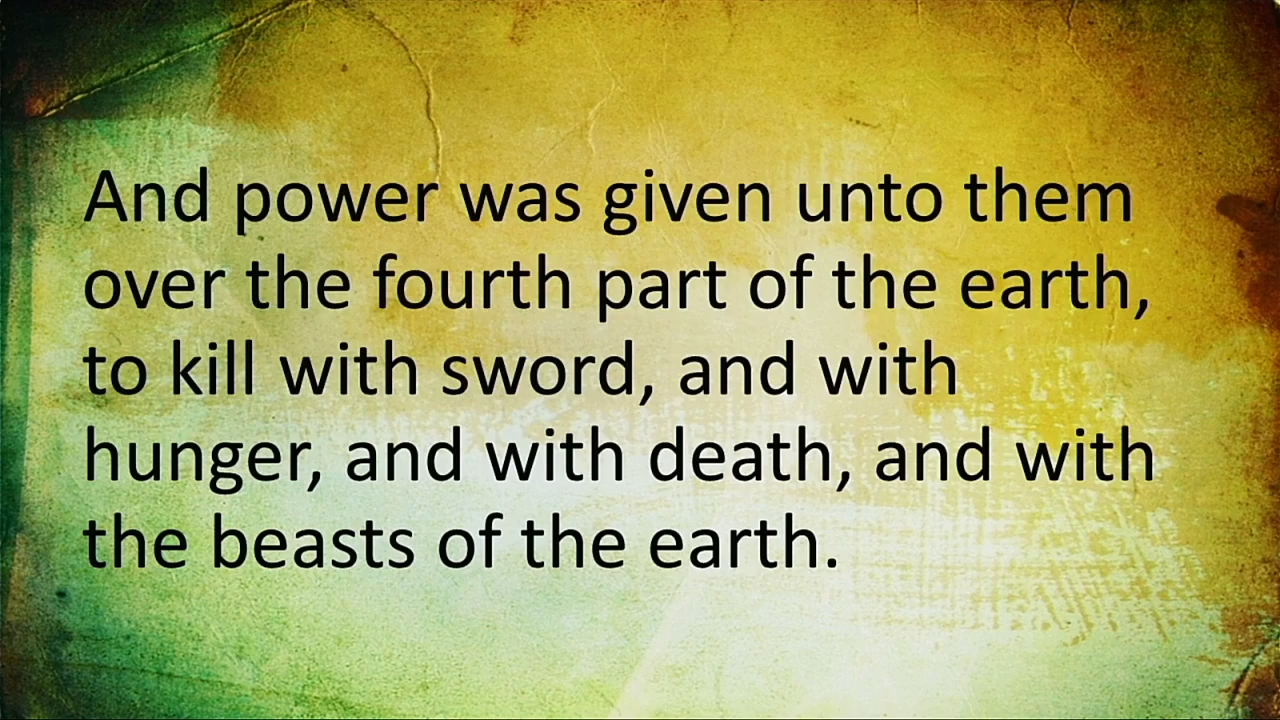 And power was given unto them
over the fourth part of the earth,
to kill with sword, and with
hunger, and with death, and with
the beasts of the earth.